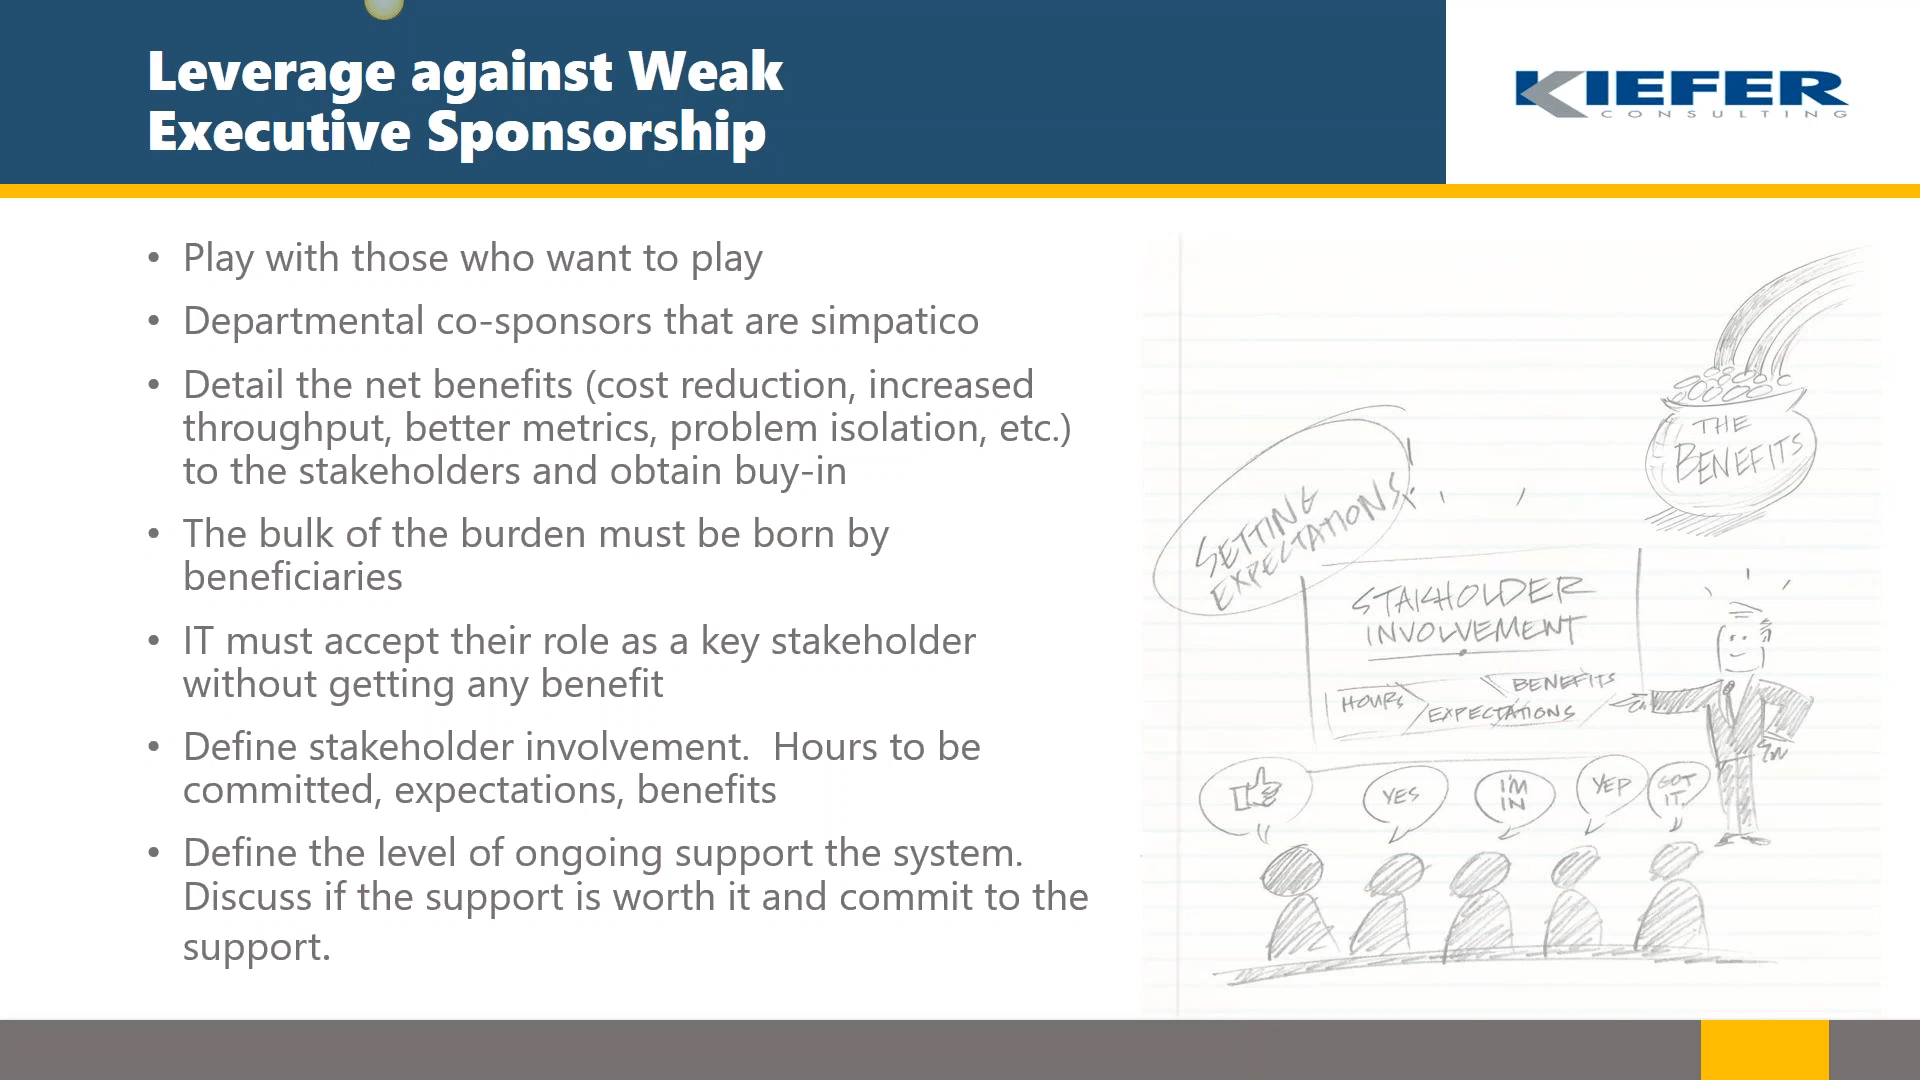 Leverage against Weak
Executive Sponsorship
KIEFER
CONSULTING
• Play with those who want to play
• Departmental co-sponsors that are simpatico
• Detail the net benefits (cost reduction, increased
throughput, better metrics, problem isolation, etc.)
to the stakeholders and obtain buy-in
• The bulk of the burden must be born by
beneficiaries
• IT must accept their role as a key stakeholder
without getting any benefit
• Define stakeholder involvement.  Hours to be
committed, expectations, benefits
• Define the level of ongoing support the system.
Discuss if the support is worth it and commit to the
support.
THE
BENEFITS
SETTING
EXPECTATIONS
STAKHOLDER
INVOLVEMENT
HOURS
EXPECTATIONS
BENEFITS
YES
I'M
IN
YEP
GOT
IT